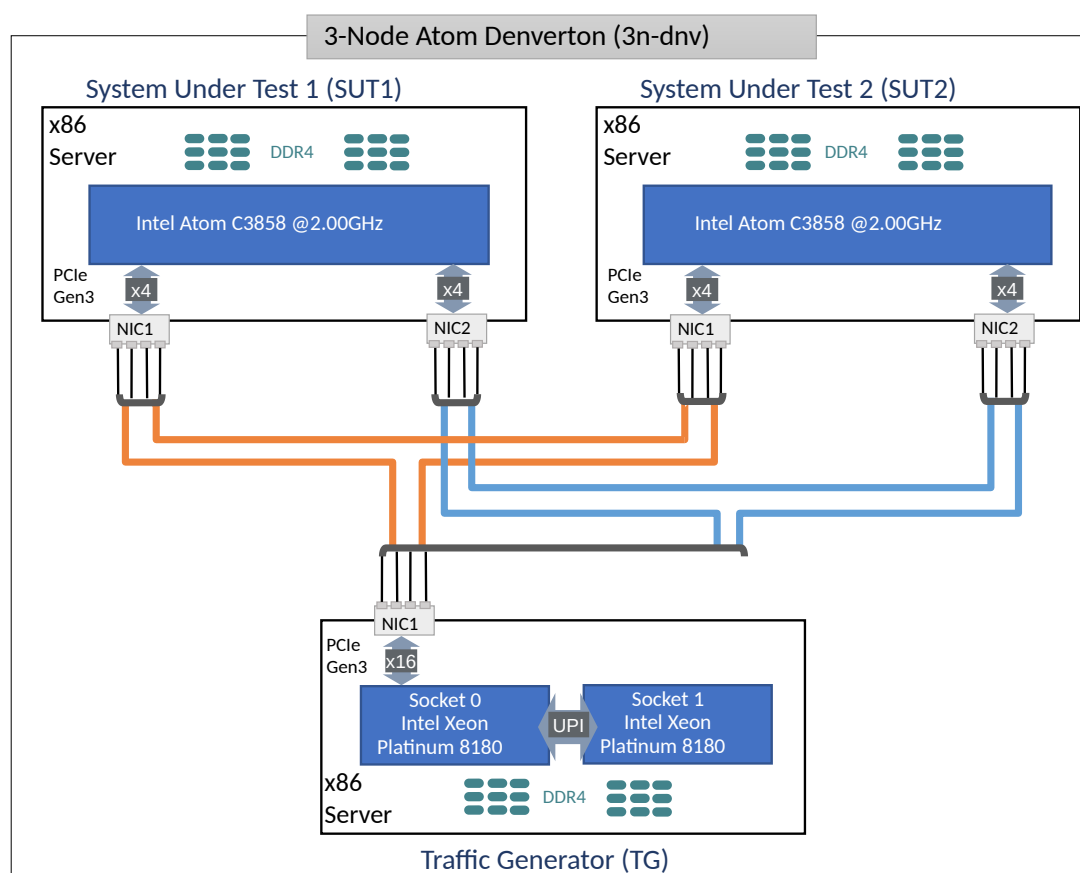 3-Node Atom Denverton (3n-dnv)
System Under Test 1 (SUT1)
System Under Test 2 (SUT2)
x86
Server
DDR4
Intel Atom C3858 @2.00GHz
PCIe
Gen3
x4
x4
NIC1
NIC2
x86
Server
DDR4
Intel Atom C3858 @2.00GHz
PCIe
Gen3
x4
x4
NIC1
NIC2
NIC1
PCIe
Gen3
x16
Socket 0
Intel Xeon
Platinum 8180
UPI
Socket 1
Intel Xeon
Platinum 8180
x86
Server
DDR4
Traffic Generator (TG)